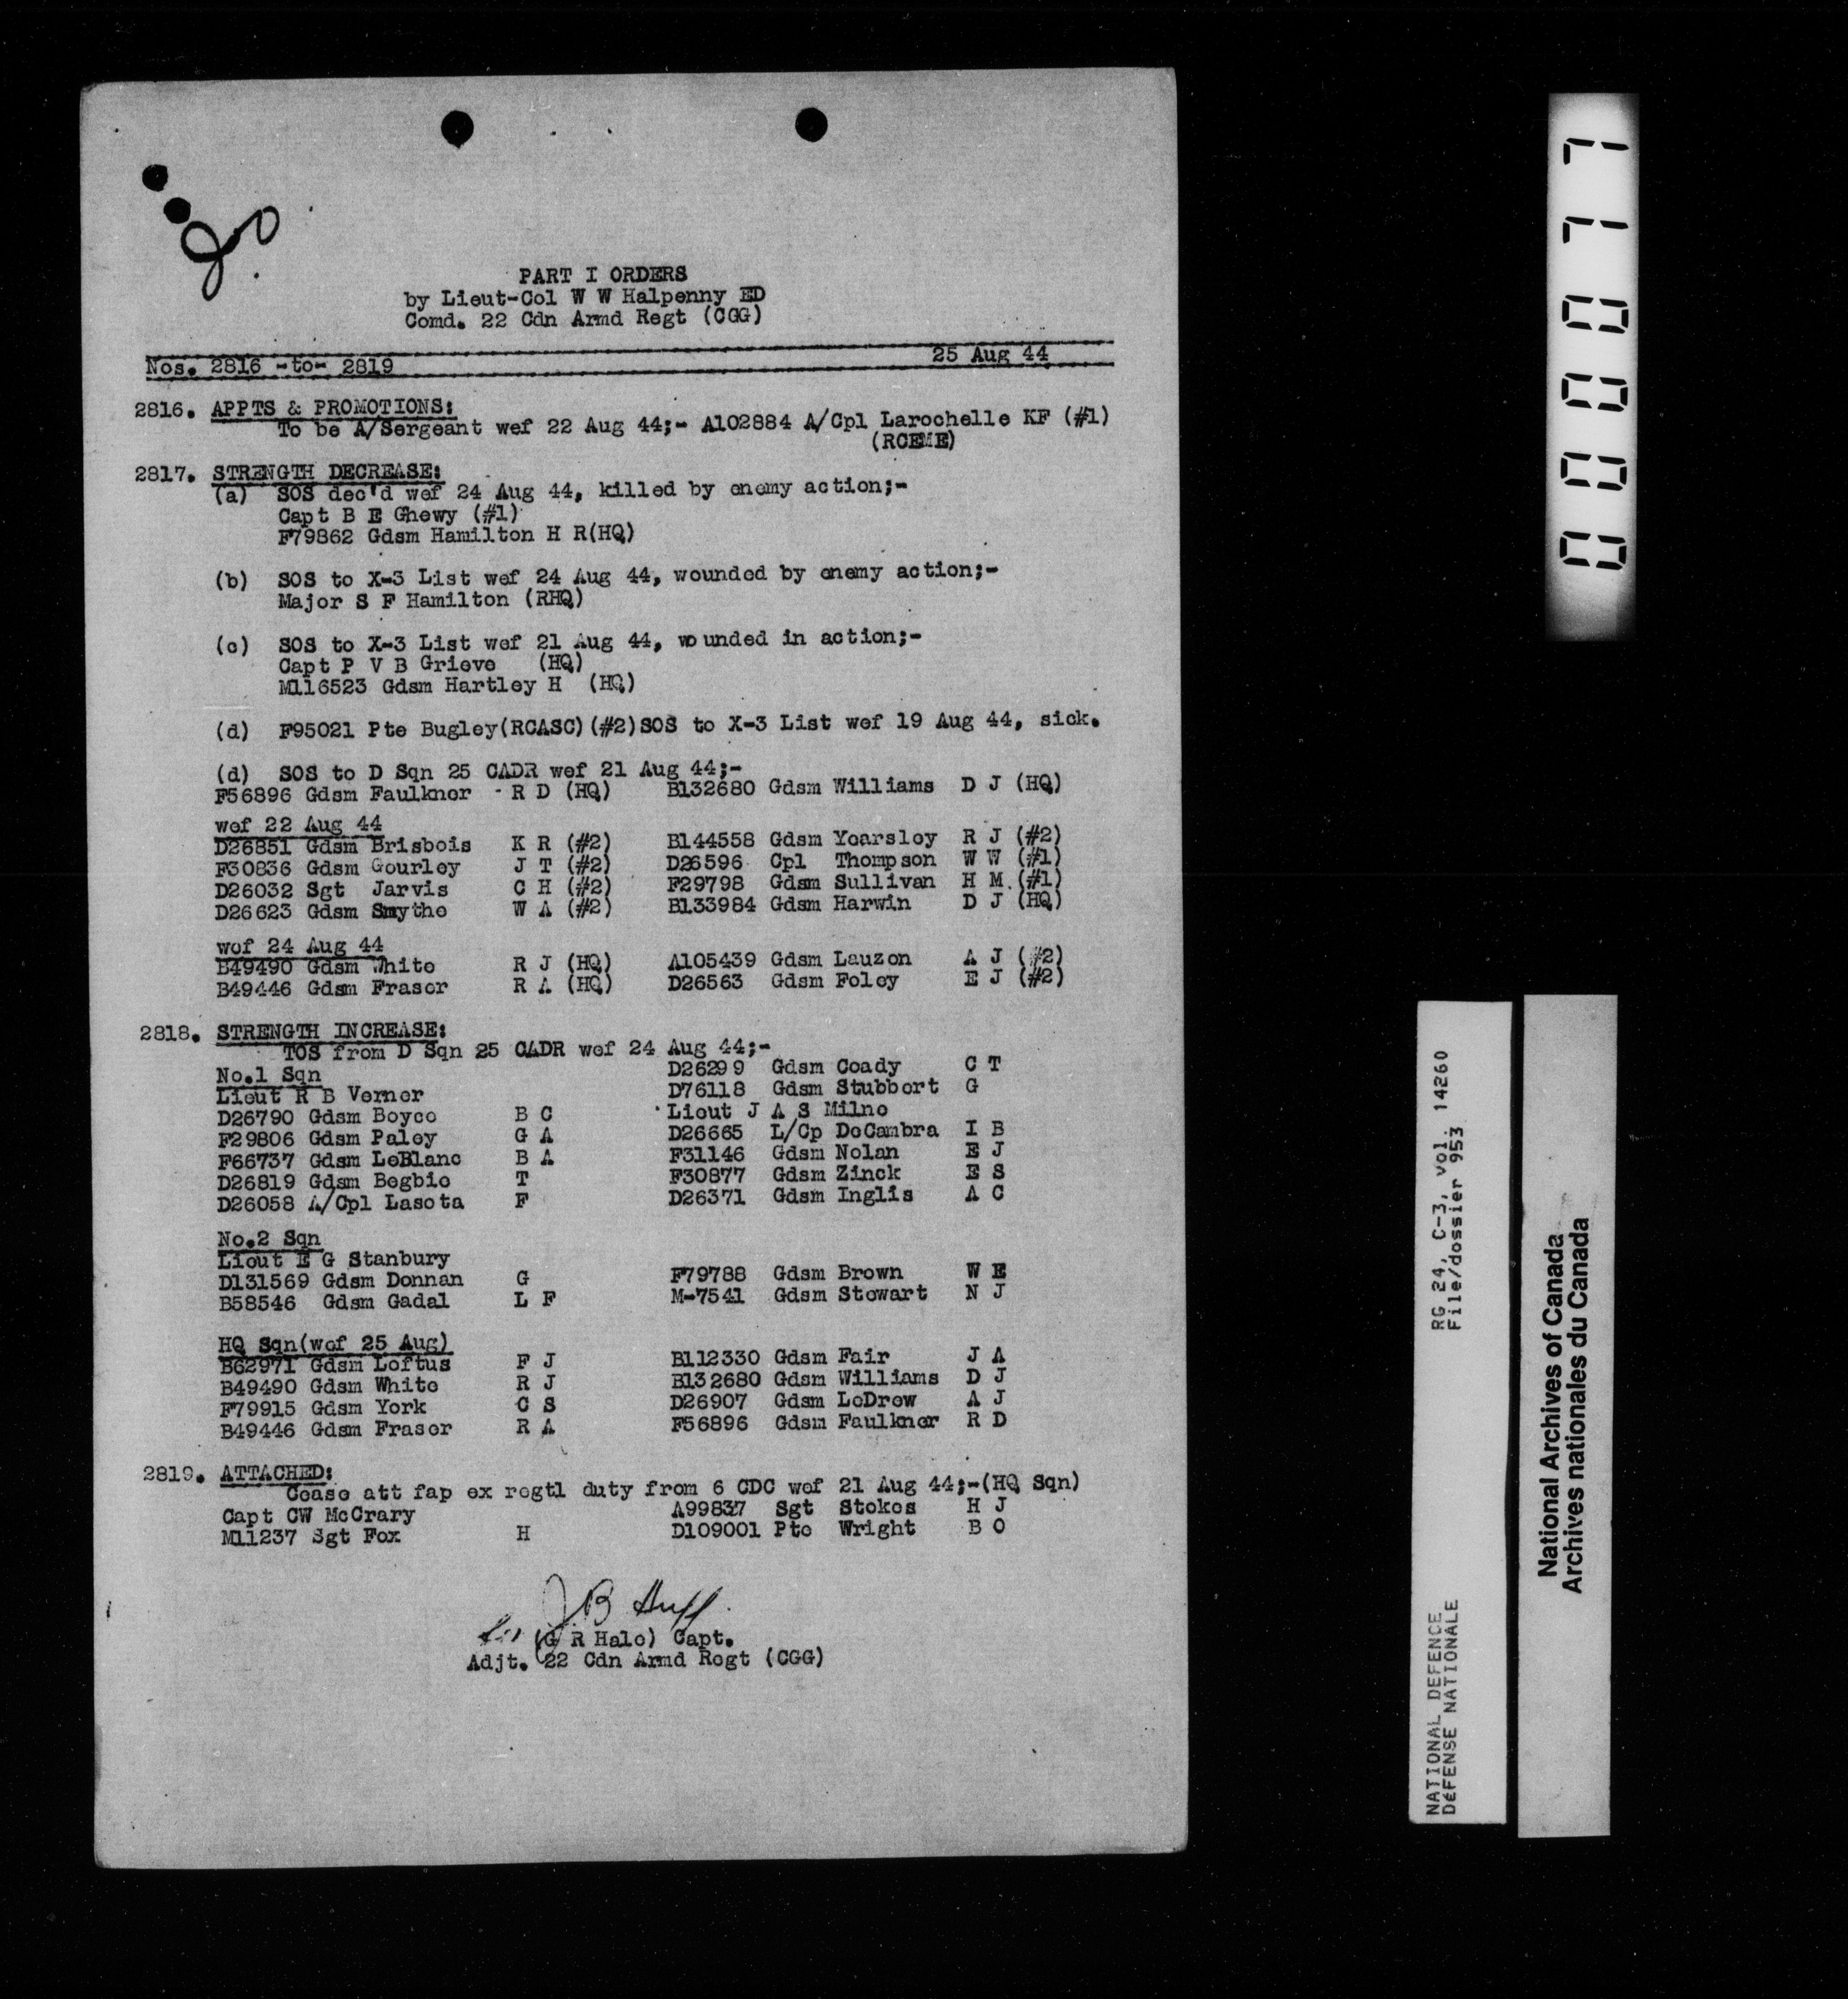 PART I ORDERS
by Lieut-Col W W Halpenny ED
Comd. 22 Cdn Armd Regt (CGG)
Nos. 2816 -to- 2819 25 Aug 44
2816. APPTS & PROMOTIONS:
To be A/Sergeant wef 22 Aug 44;- A102884 A/Cpl Larochelle KF (#1)
(RCEME)
2817. STRENGTH DECREASE:
(a) SOS dec'd wef 24 Aug 44, killed by enemy action;-
Capt B E Ghewy (#1)
F79862 Gdsm Hamilton H R(HQ)
(b) SOS to X-3 List wef 24 Aug 44, wounded by enemy action;-
Major S F Hamilton (RHQ)
(c) SOS to X-3 List wef 21 Aug 44, wounded in action;-
Capt P V B Grieve (HQ)
M116523 Gdsm Hartley H (HQ)
(d) F95021 Pte Bugley(RCASC)(#2)SOS to X-3 List wef 19 Aug 44, sick.
(d) SOS to D Sqn 25 CADR wef 21 Aug 44;-
F56896 Gdsm Faulkner R D (HQ) B132680 Gdsm Williams D J (HQ)
wef 22 Aug 44
D26851 Gdsm Brisbois K R (#2) B144558 Gdsm Yearsley R J (#2)
F30836 Gdsm Gourley J T (#2) D26596 Cpl Thompson W W (#1)
D26032 Sgt Jarvis C H (#2) F29798 Gdsm Sullivan H M (#1)
D26623 Gdsm Smythe W A (#2) B133984 Gdsm Harwin D J (HQ)
wef 24 Aug 44
B49490 Gdsm White R J (HQ) A105439 Gdsm Lauzon A J (#2)
B49446 Gdsm Fraser R A (HQ) D26563 Gdsm Foley E J (#2)
2818. STRENGTH INCREASE:
TOS from D Sqn 25 CADR wef 24 Aug 44;-
No.1 Sqn D26299 Gdsm Coady C T
Lieut R B Verner D76118 Gdsm Stubbert G
D26790 Gdsm Boyce B C Lieut J A S Milne
F29806 Gdsm Paley G A D26665 L/Cp DeCambra I B
F66737 Gdsm LeBlanc B A F31146 Gdsm Nolan E J
D26819 Gdsm Begbie T F30877 Gdsm Zinck E S
D26058 A/Cpl Lasota F D26371 Gdsm Inglis A C
No.2 Sqn
Lieut E G Stanbury
D131569 Gdsm Donnan G F79788 Gdsm Brown W E
B58546 Gdsm Gadal L F M-7541 Gdsm Stewart N J
HQ Sqn(wef 25 Aug)
B62971 Gdsm Loftus F J B112330 Gdsm Fair J A
B49490 Gdsm White R J B132680 Gdsm Williams D J
F79915 Gdsm York C S D26907 Gdsm LeDrew A J
B49446 Gdsm Fraser R A F56896 Gdsm Faulkner R D
2819. ATTACHED:
Cease att fap ex regtl duty from 6 CDC wef 21 Aug 44;-(HQ Sqn)
Capt CW McCrary A99837 Sgt Stokes H J
M11237 Sgt Fox H D109001 Pte Wright B O
J B Huff
(G R Hale) Capt.
Adjt. 22 Cdn Armd Regt (CGG)
000077
RG 24, C-3, vol. 14260
File/dossier 953
NATIONAL DEFENCE
DÉFENSE NATIONALE
National Archives of Canada
Archives nationales du Canada